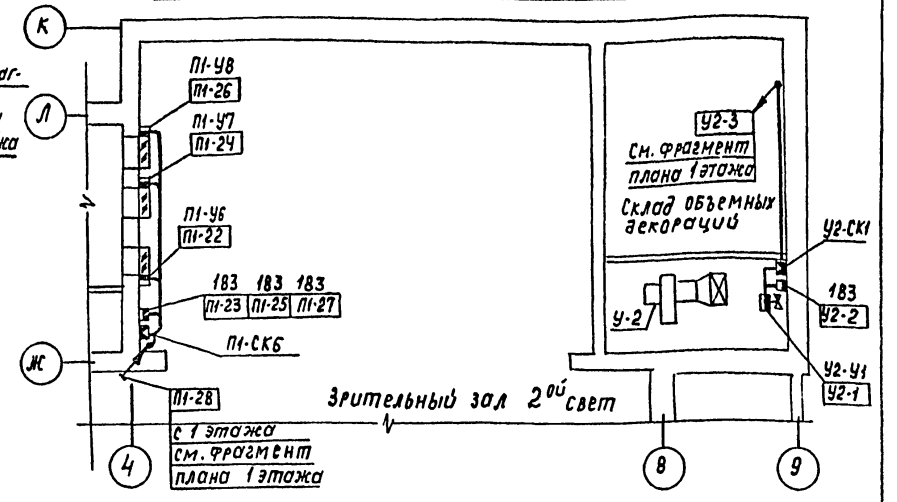 К
Л
Ж
4
8
9
жа
П1-У8
П1-26
П1-У7
П1-24
П1-У6
П1-22
183 183 183
П1-23 П1-25 П1-27
П1-СК6
П1-28
с 1 этажа
см. фрагмент
плана 1 этажа
Зрительный зал 2ой свет
У2-3
См. фрагмент
плана 1 этажа
Склад объемных
декораций
У-2
У2-СК1
183
У2-2
У2-У1
У2-1